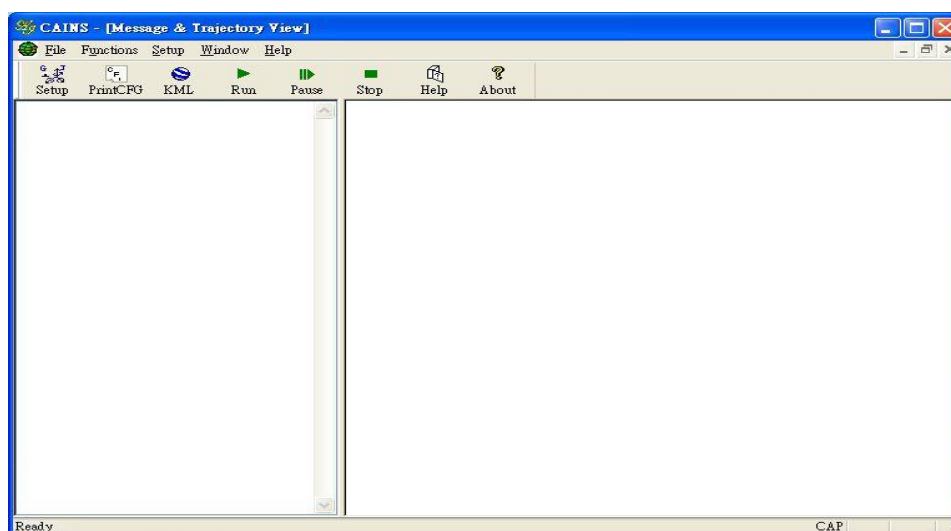 CAINS - [Message & Trajectory View]
File Functions Setup Window Help
Setup PrintCFG KML Run Pause Stop Help About
Ready CAP